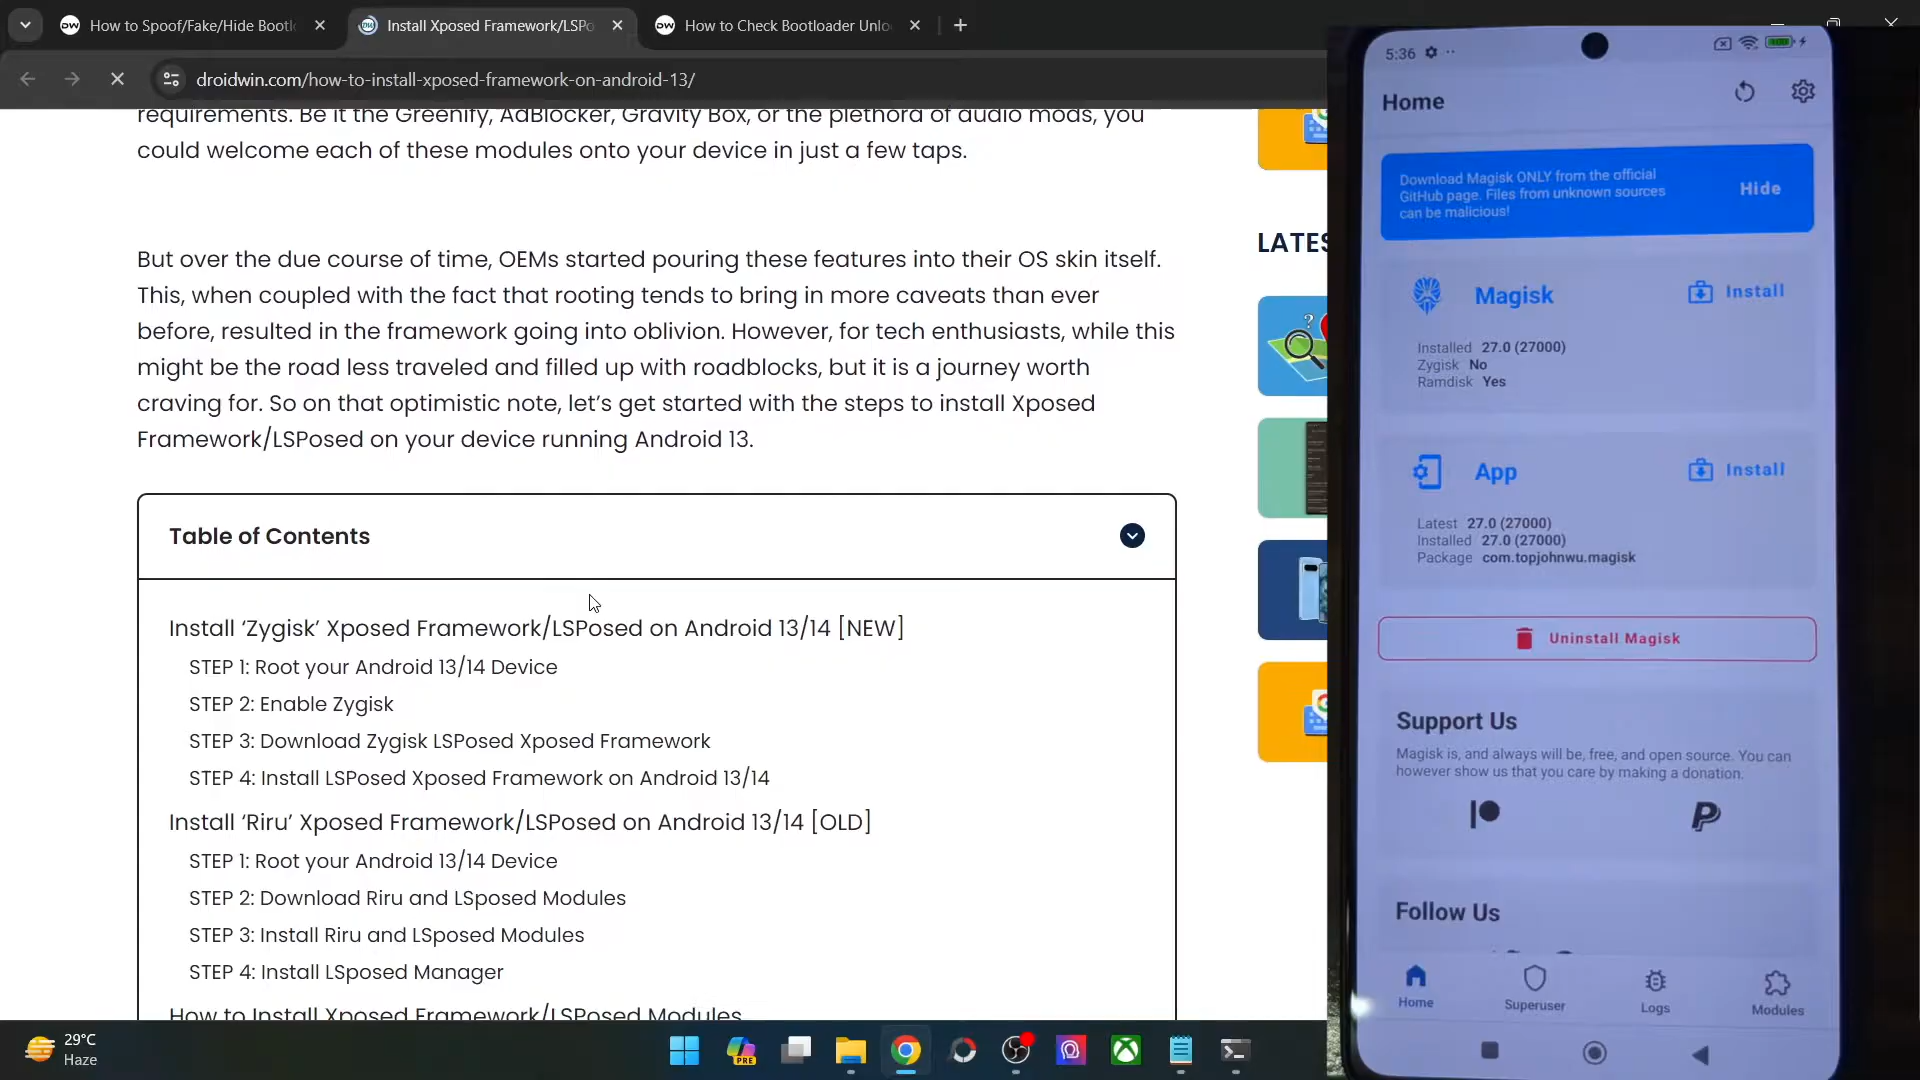 How to Spoof/Fake/Hide Bootl
Install Xposed Framework/LSPo
How to Check Bootloader Unlo
droidwin.com/how-to-install-xposed-framework-on-android-13/
requirements. Be it the Greenify, AdBlocker, Gravity Box, or the plethora of audio mods, you
could welcome each of these modules onto your device in just a few taps.
But over the due course of time, OEMs started pouring these features into their OS skin itself.
This, when coupled with the fact that rooting tends to bring in more caveats than ever
before, resulted in the framework going into oblivion. However, for tech enthusiasts, while this
might be the road less traveled and filled up with roadblocks, but it is a journey worth
craving for. So on that optimistic note, let's get started with the steps to install Xposed
Framework/LSPosed on your device running Android 13.
Table of Contents
Install ‘Zygisk’ Xposed Framework/LSPosed on Android 13/14 [NEW]
STEP 1: Root your Android 13/14 Device
STEP 2: Enable Zygisk
STEP 3: Download Zygisk LSPosed Xposed Framework
STEP 4: Install LSPosed Xposed Framework on Android 13/14
Install ‘Riru’ Xposed Framework/LSPosed on Android 13/14 [OLD]
STEP 1: Root your Android 13/14 Device
STEP 2: Download Riru and LSposed Modules
STEP 3: Install Riru and LSposed Modules
STEP 4: Install LSposed Manager
How to Install Xposed Framework/LSPosed Modules
LATES
5:36
Home
Download Magisk ONLY from the official
GitHub page. Files from unknown sources
can be malicious!
Hide
Magisk
Install
Installed 27.0 (27000)
Zygisk No
Ramdisk Yes
App
Install
Latest 27.0 (27000)
Installed 27.0 (27000)
Package com.topjohnwu.magisk
Uninstall Magisk
Support Us
Magisk is, and always will be, free, and open source. You can
however show us that you care by making a donation.
Follow Us
Home
Superuser
Logs
Modules
29°C
Haze
PRE